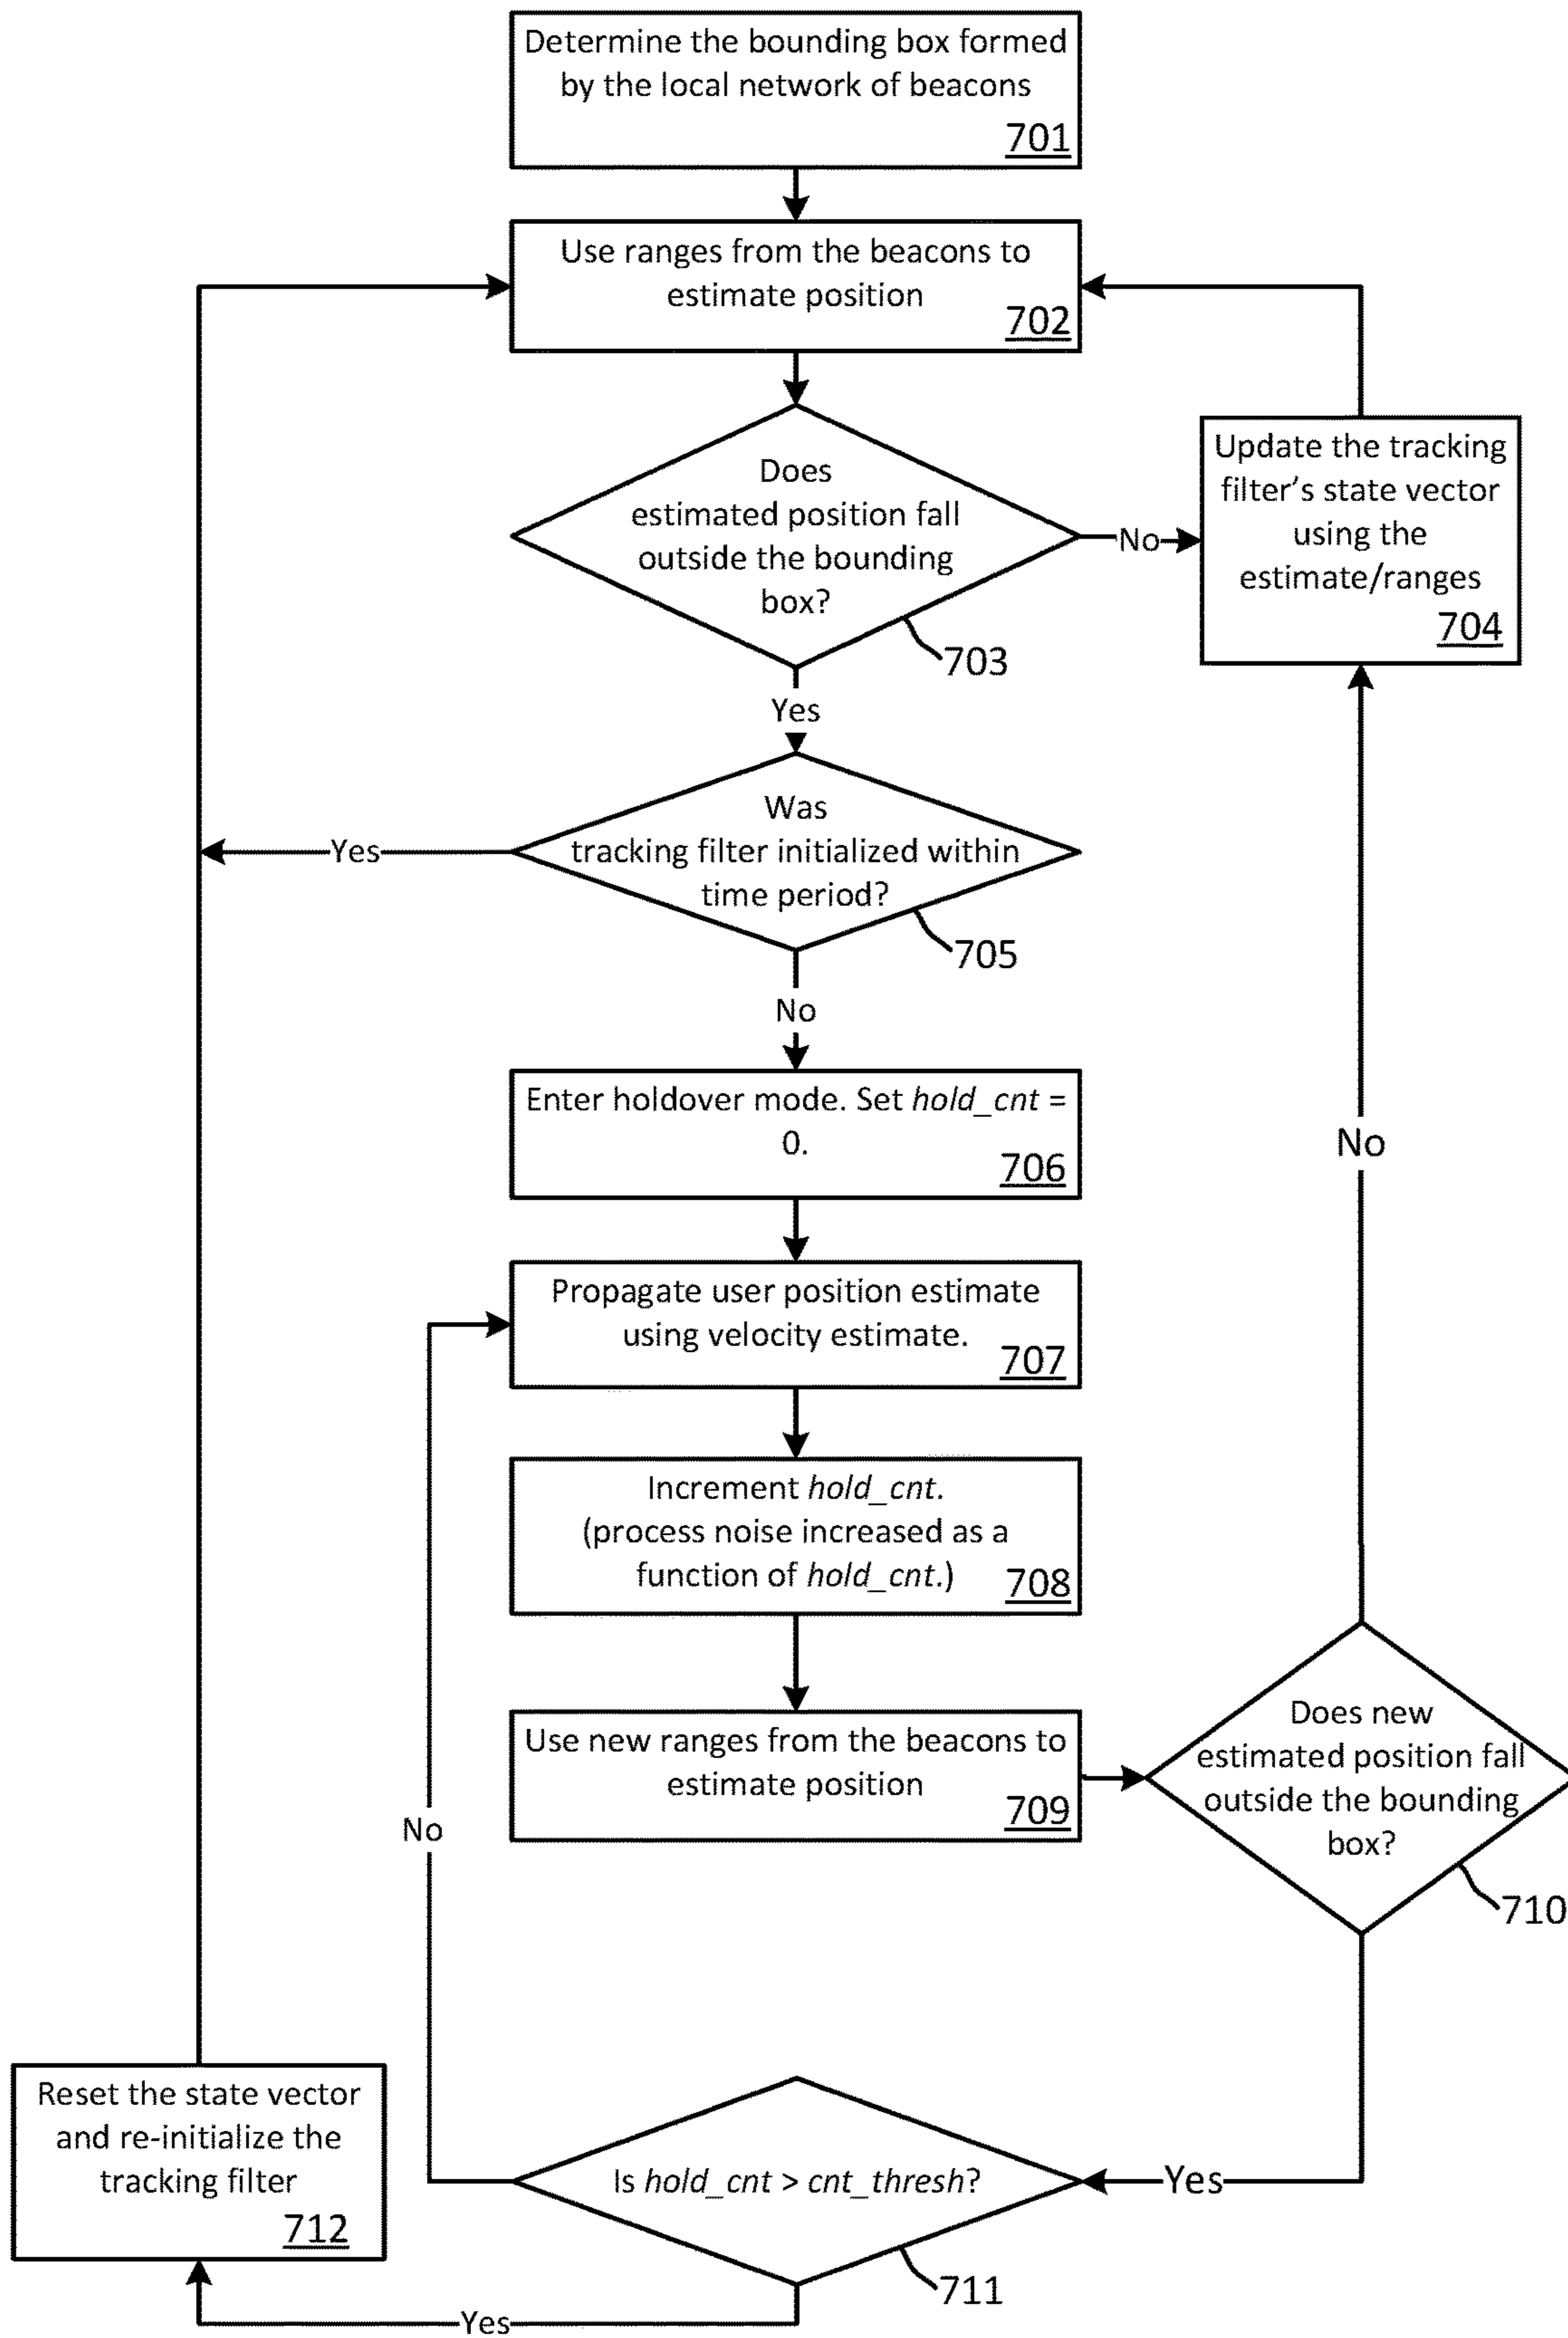 Determine the bounding box formed
by the local network of beacons
701
Use ranges from the beacons to
estimate position
702
Does
estimated position fall
outside the bounding
box?
703
No
Update the tracking
filter’s state vector
using the
estimate/ranges
704
Yes
Was
tracking filter initialized within
time period?
705
Yes
No
Enter holdover mode. Set hold_cnt =
0.
706
No
Propagate user position estimate
using velocity estimate.
707
Increment hold_cnt.
(process noise increased as a
function of hold_cnt.)
708
Use new ranges from the beacons to
estimate position
709
Does new
estimated position fall
outside the bounding
box?
710
No
Yes
Is hold_cnt > cnt_thresh?
711
Reset the state vector
and re-initialize the
tracking filter
712
Yes